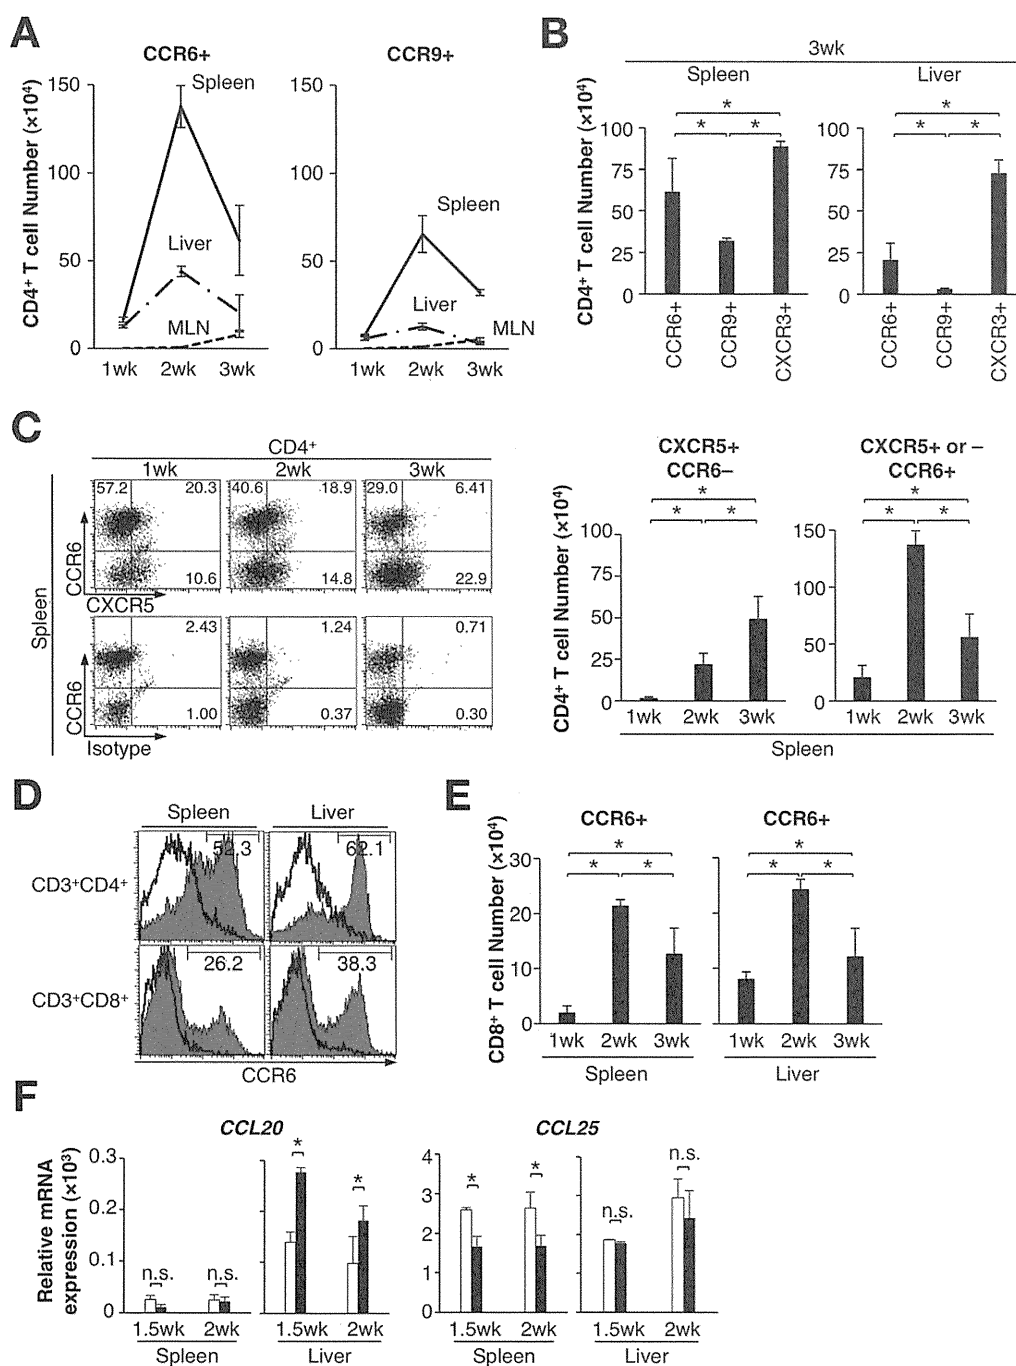 A
CCR6+
CCR9+
CD4+ T cell Number (×10⁴)
150
100
50
0
Spleen
Liver
MLN
1wk 2wk 3wk
150
100
50
0
Spleen
Liver
MLN
1wk 2wk 3wk
B
3wk
Spleen
Liver
CD4+ T cell Number (×10⁴)
* 
* *
100
75
50
25
0
CCR6+
CCR9+
CXCR3+
*
* *
100
75
50
25
0
CCR6+
CCR9+
CXCR3+
C
CD4+
1wk 2wk 3wk
Spleen
57.2 20.3 40.6 18.9 29.0 6.41
10.6 14.8 22.9
CCR6
CXCR5
2.43 1.24 0.71
1.00 0.37 0.30
CCR6
Isotype
CXCR5+
CCR6–
CXCR5+ or –
CCR6+
CD4+ T cell Number (×10⁴)
*
* *
100
75
50
25
0
1wk 2wk 3wk
*
* *
150
100
50
0
1wk 2wk 3wk
Spleen
D
Spleen Liver
CD3+CD4+
52.3 62.1
CD3+CD8+
26.2 38.3
CCR6
E
CCR6+
CCR6+
CD8+ T cell Number (×10⁴)
30
20
10
0
*
* *
1wk 2wk 3wk
Spleen
*
* *
1wk 2wk 3wk
Liver
F
CCL20
CCL25
Relative mRNA
expression (×10³)
0.3
0.2
0.1
0
n.s. n.s.
1.5wk 2wk
Spleen
* *
1.5wk 2wk
Liver
4
3
2
1
0
* *
1.5wk 2wk
Spleen
n.s. n.s.
1.5wk 2wk
Liver